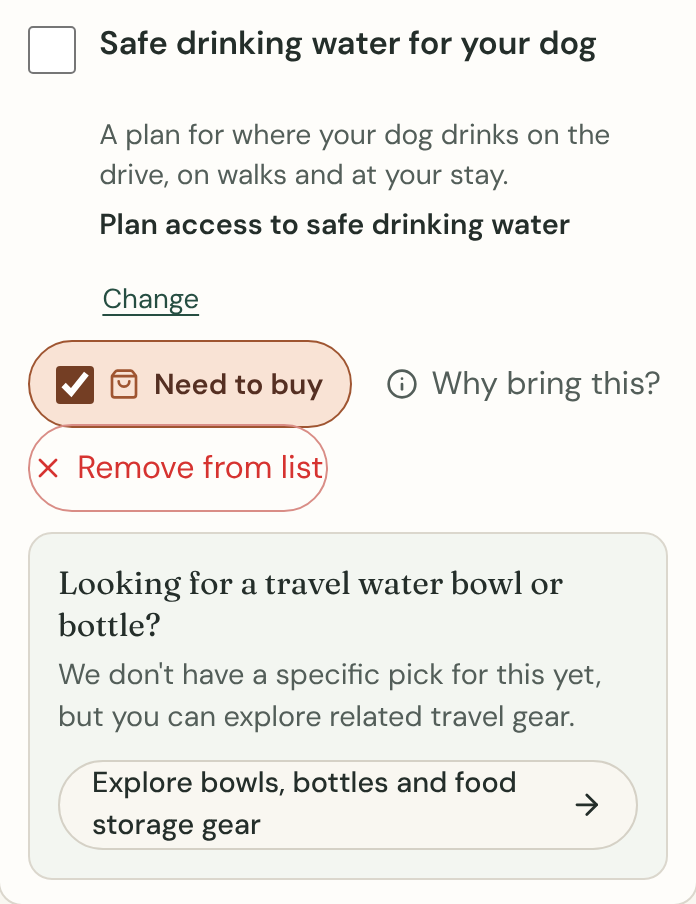 Safe drinking water for your dog
A plan for where your dog drinks on the
drive, on walks and at your stay.
Plan access to safe drinking water
Change
Need to buy
Why bring this?
Remove from list
Looking for a travel water bowl or
bottle?
We don't have a specific pick for this yet,
but you can explore related travel gear.
Explore bowls, bottles and food
storage gear